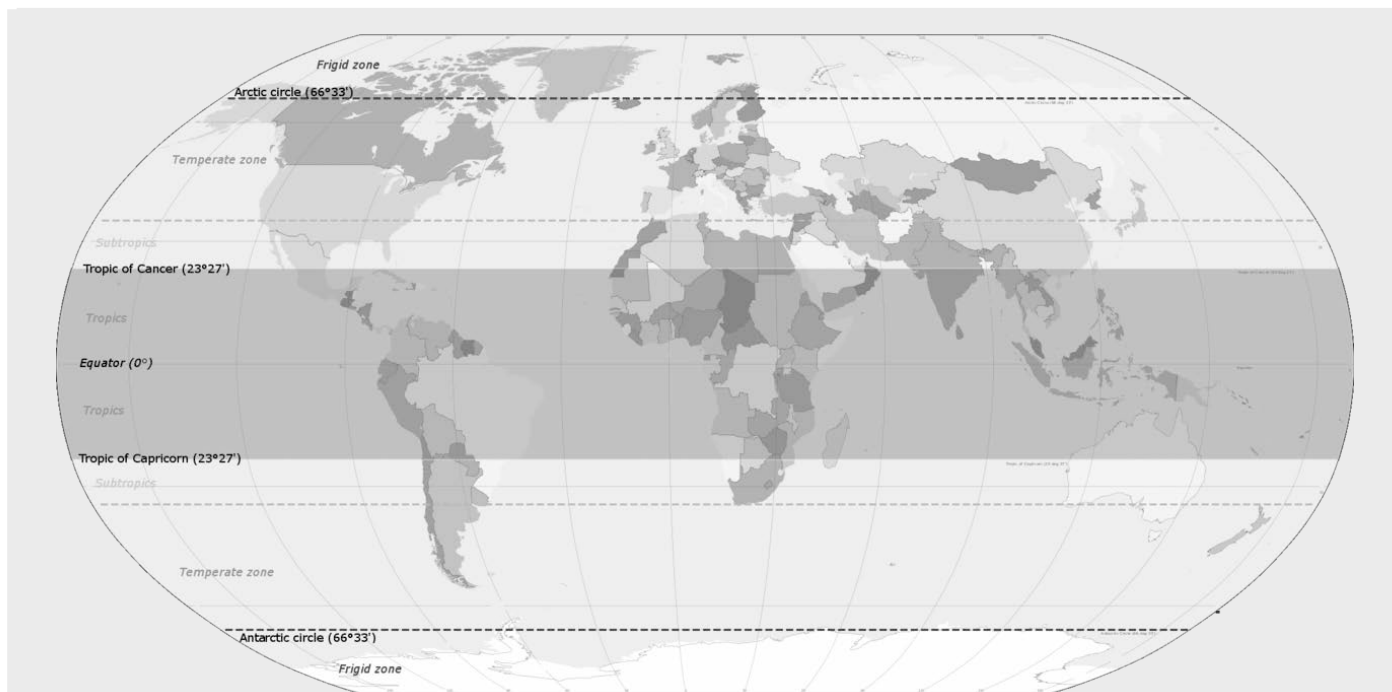 Frigid zone
Arctic circle (66°33')
Temperate zone
Subtropics
Tropic of Cancer (23°27')
Tropics
Equator (0°)
Tropics
Tropic of Capricorn (23°27')
Subtropics
Temperate zone
Antarctic circle (66°33')
Frigid zone